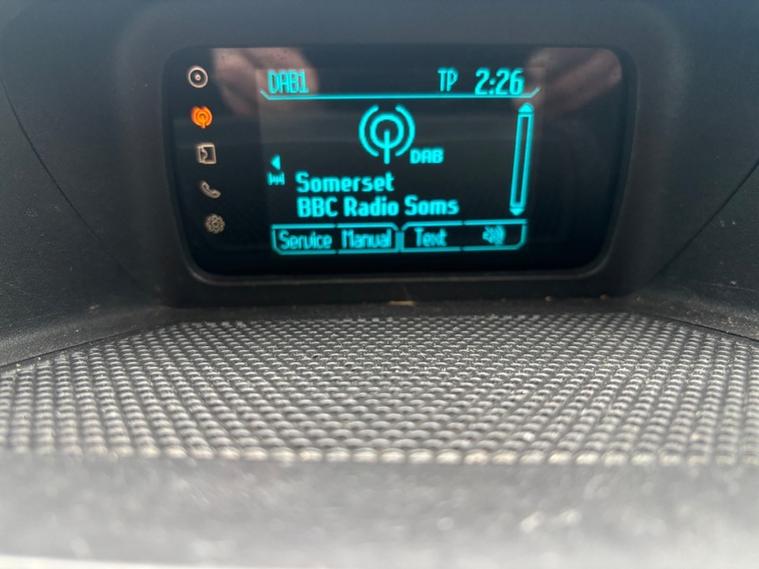 DAB1 TP 2:26
DAB
Somerset
BBC Radio Soms
Service Manual Text